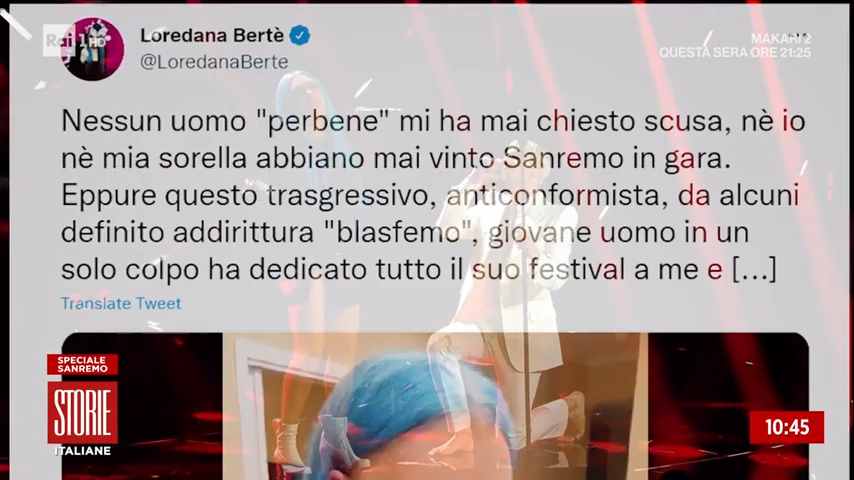 Rai 1 HD
Loredana Bertè
@LoredanaBerte
MAKARI 2
QUESTA SERA ORE 21:25
Nessun uomo "perbene" mi ha mai chiesto scusa, nè io
nè mia sorella abbiano mai vinto Sanremo in gara.
Eppure questo trasgressivo, anticonformista, da alcuni
definito addirittura "blasfemo", giovane uomo in un
solo colpo ha dedicato tutto il suo festival a me e [...]
Translate Tweet
SPECIALE
SANREMO
STORIE
ITALIANE
10:45